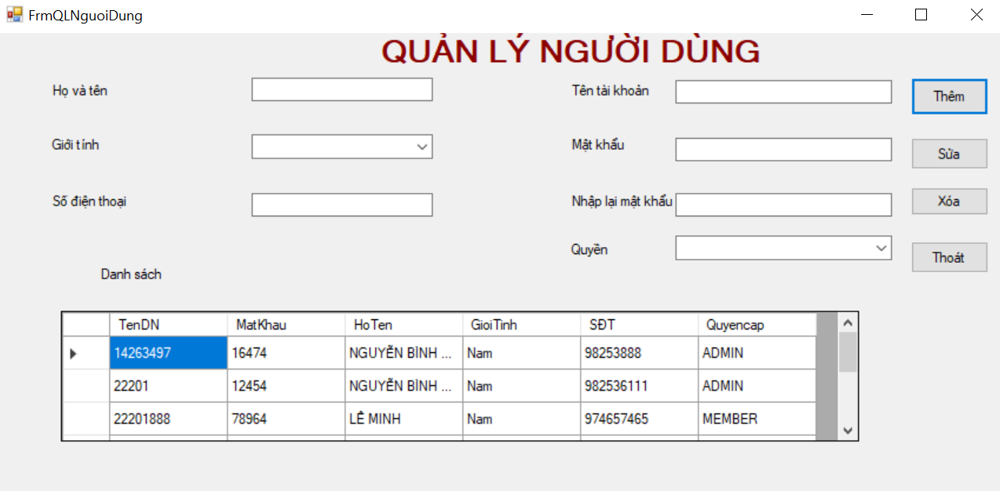 FrmQLNguoiDung
QUẢN LÝ NGƯỜI DÙNG
Họ và tên
Tên tài khoản
Thêm
Giới tính
Mật khẩu
Sửa
Số điện thoại
Nhập lại mật khẩu
Xóa
Quyền
Thoát
Danh sách
TenDN MatKhau HoTen GioiTinh SĐT Quyencap
14263497 16474 NGUYỄN BÌNH ... Nam 98253888 ADMIN
22201 12454 NGUYỄN BÌNH ... Nam 982536111 ADMIN
22201888 78964 LÊ MINH Nam 974657465 MEMBER